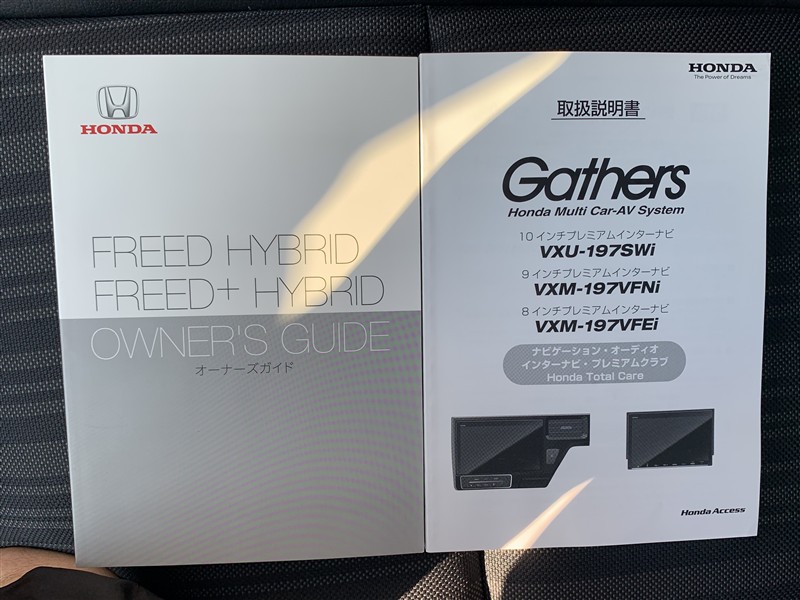 HONDA
FREED HYBRID
FREED+ HYBRID
OWNER'S GUIDE
オーナーズガイド
HONDA
The Power of Dreams
取扱説明書
Gathers
Honda Multi Car-AV System
10インチプレミアムインターナビ
VXU-197SWi
9インチプレミアムインターナビ
VXM-197VFNi
8インチプレミアムインターナビ
VXM-197VFEi
ナビゲーション・オーディオ
インターナビ・プレミアムクラブ
Honda Total Care
Honda Access